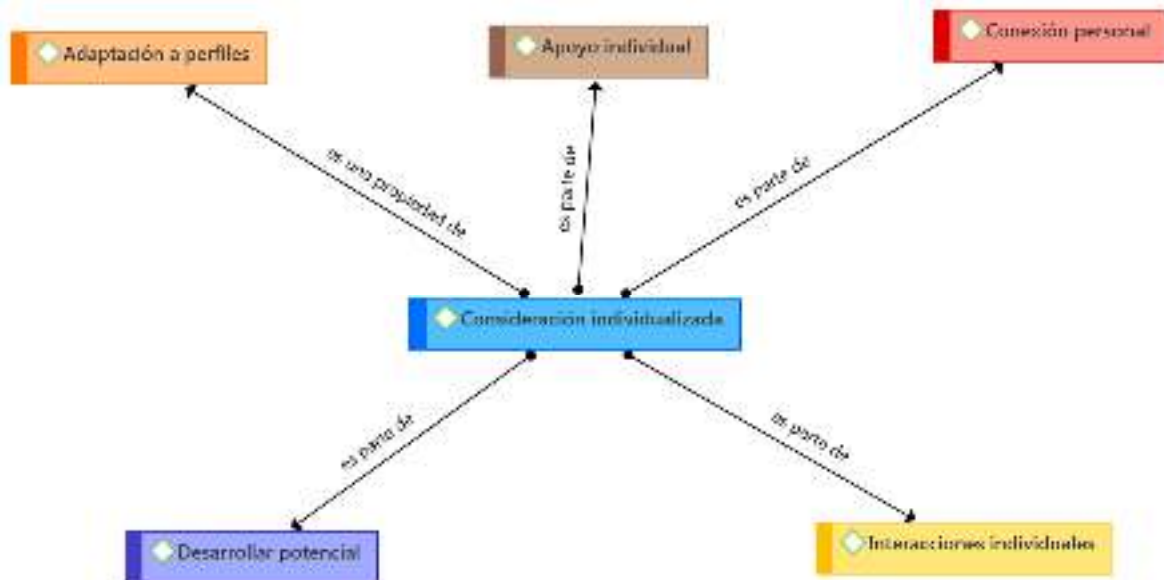 Adaptación a perfiles
Apoyo individual
Conexión personal
es una propiedad de
es parte de
es parte de
Consideración individualizada
es parte de
es parte de
Desarrollar potencial
Interacciones individuales